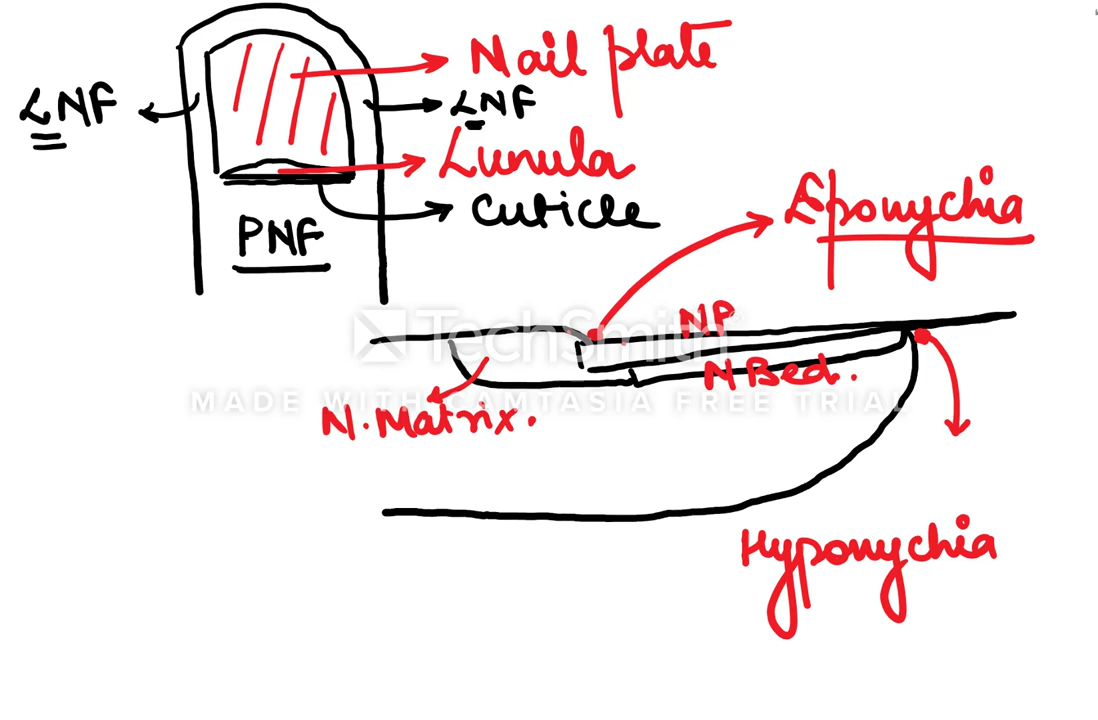 Nail plate
LNF
LNF
Lunula
Cuticle
PNF
Eponychia
NP
TechSmith
N Bed.
MADE WITH CAMTASIA FREE TRIAL
N. Matrix.
Hyponychia